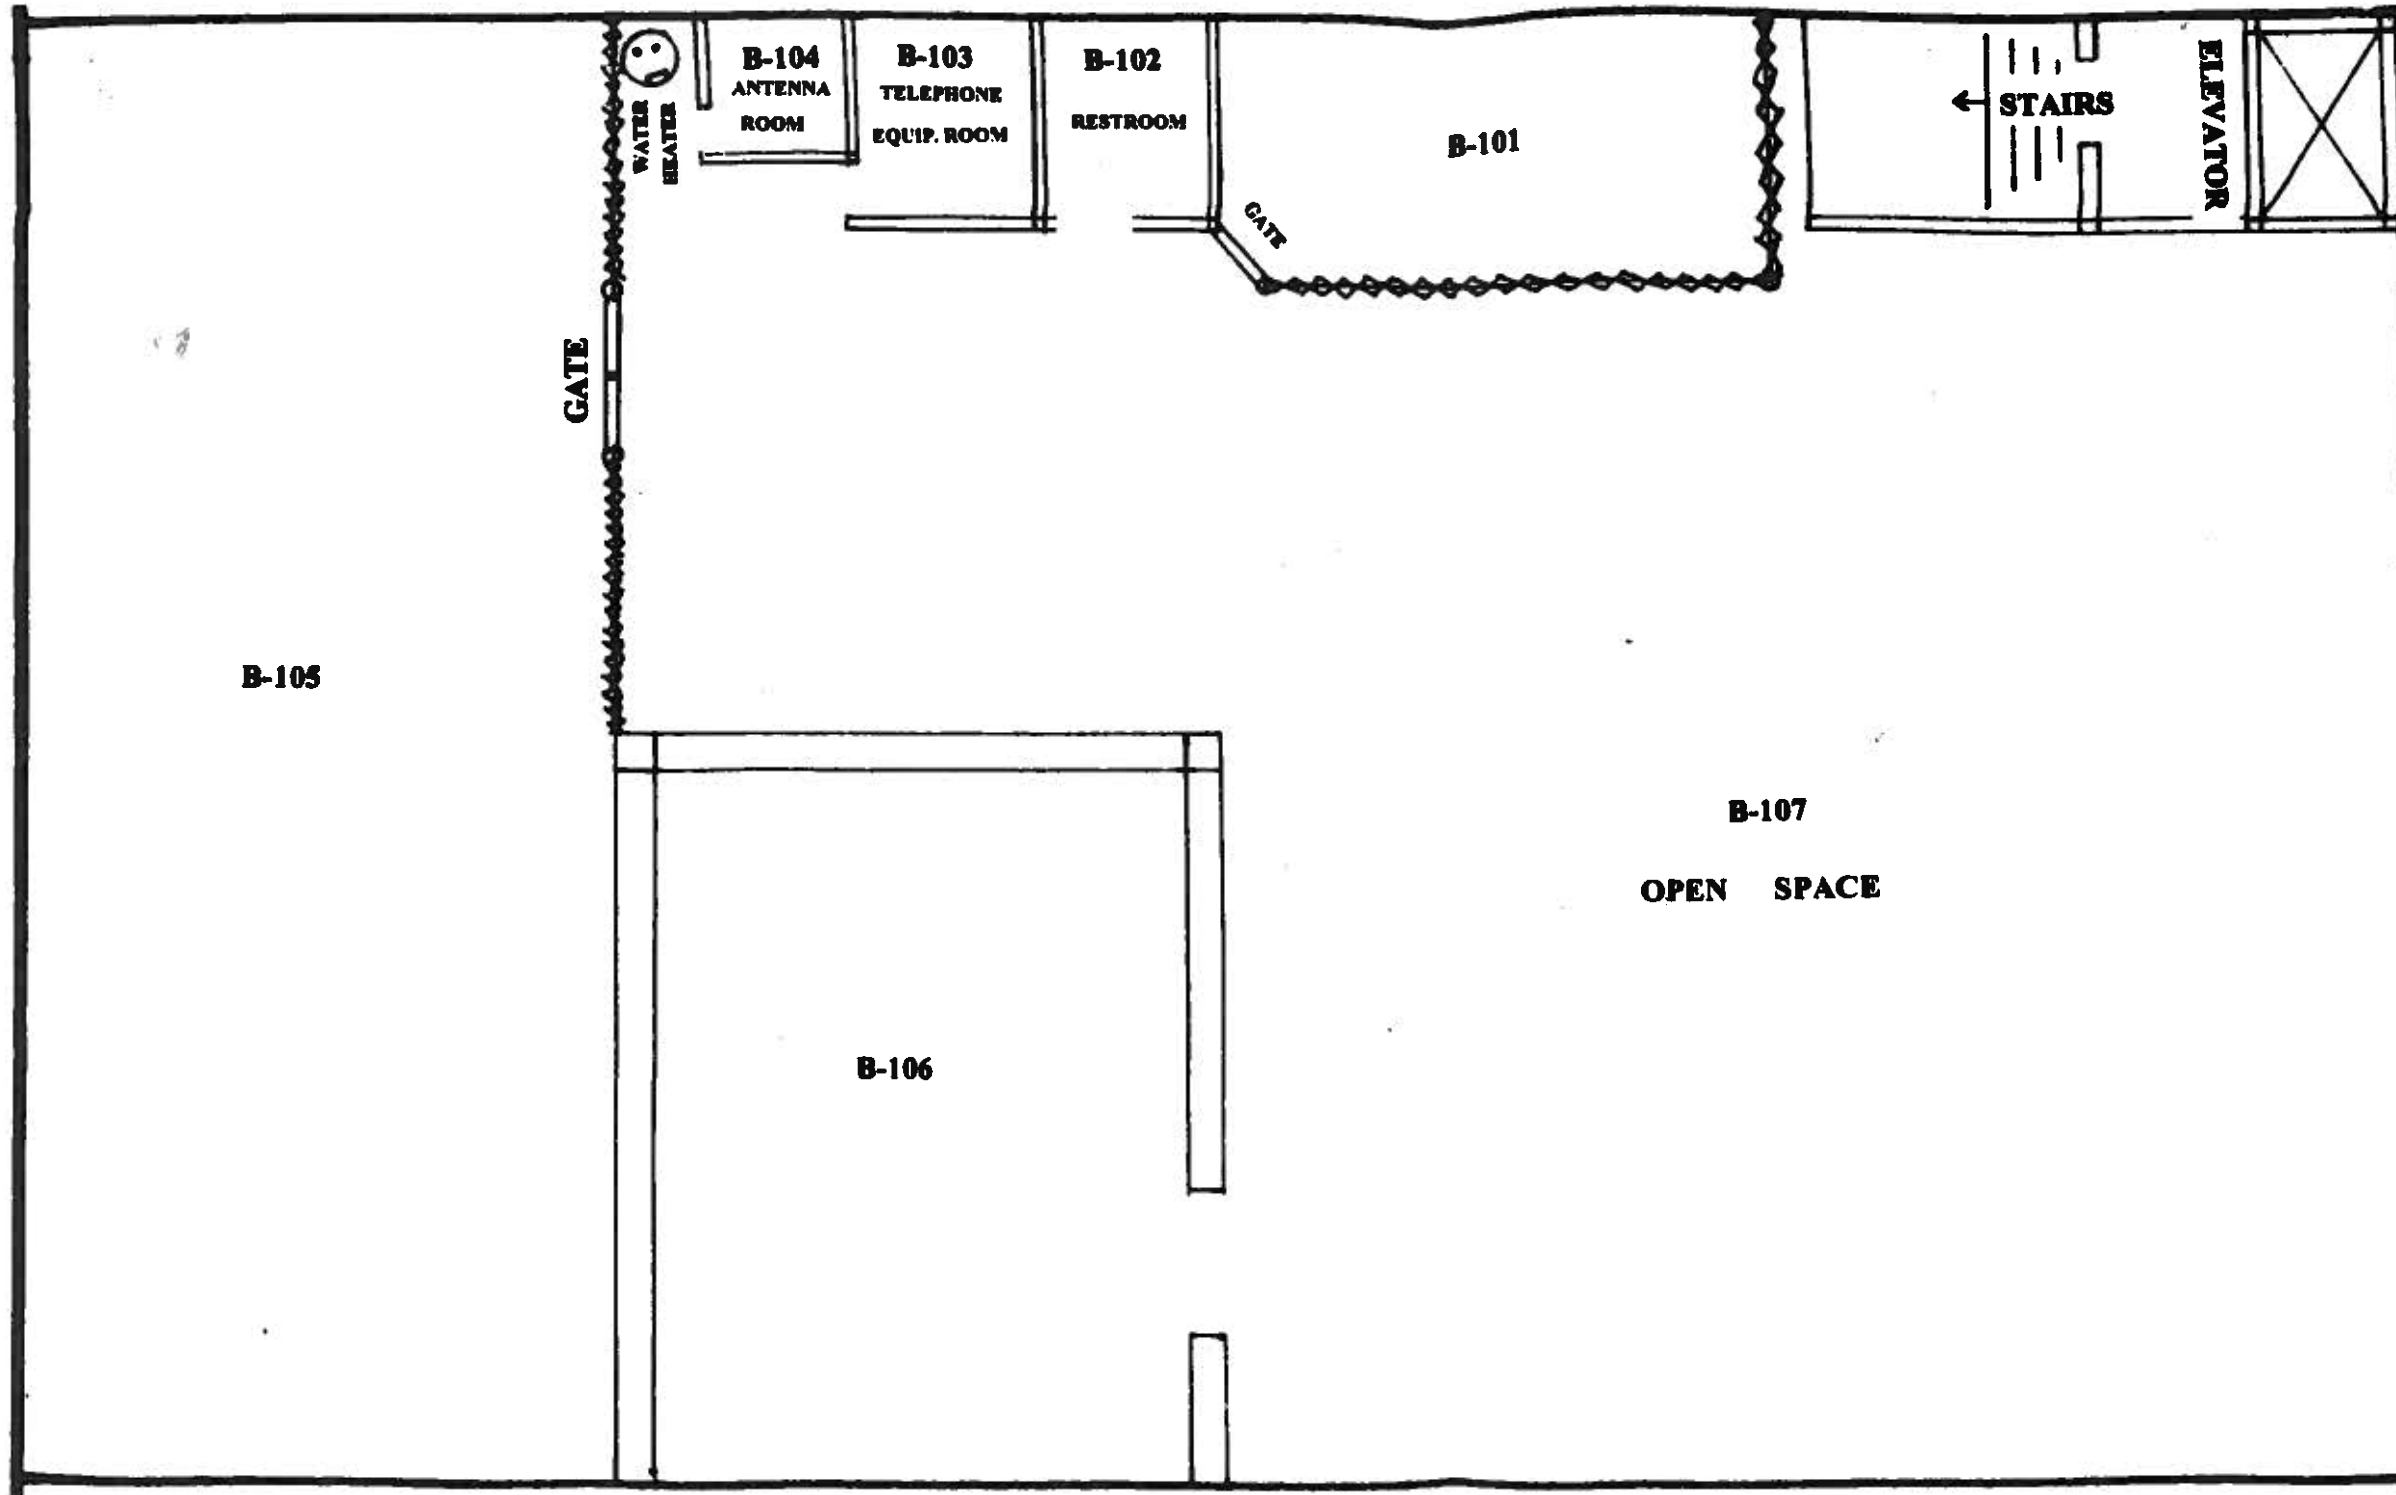 B-104
ANTENNA
ROOM
B-103
TELEPHONE
EQUIP. ROOM
B-102
RESTROOM
B-101
STAIRS
ELEVATOR
WATER
HEATER
GATE
GATE
B-105
B-106
B-107
OPEN SPACE